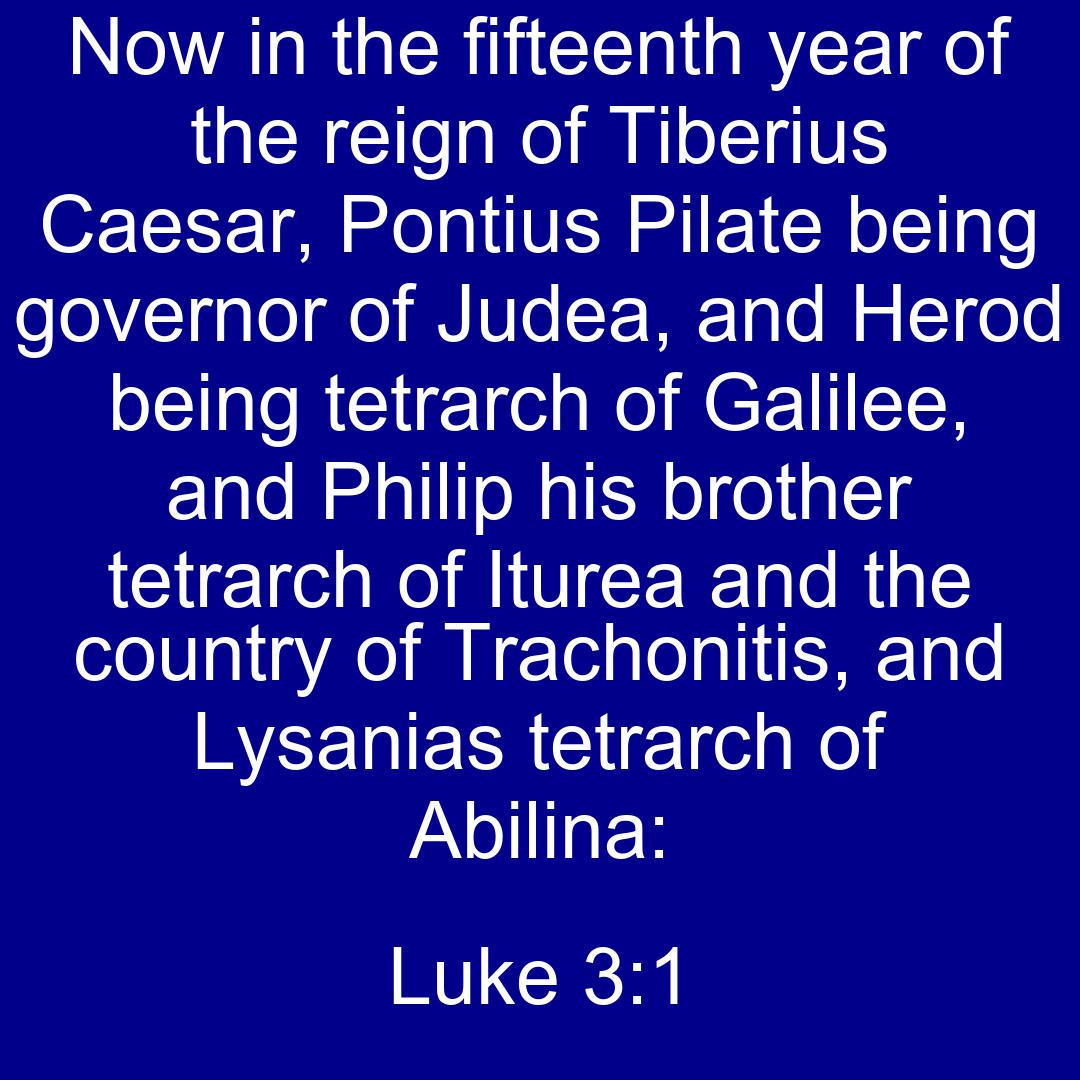 Now in the fifteenth year of
the reign of Tiberius
Caesar, Pontius Pilate being
governor of Judea, and Herod
being tetrarch of Galilee,
and Philip his brother
tetrarch of Iturea and the
country of Trachonitis, and
Lysanias tetrarch of
Abilina:
Luke 3:1